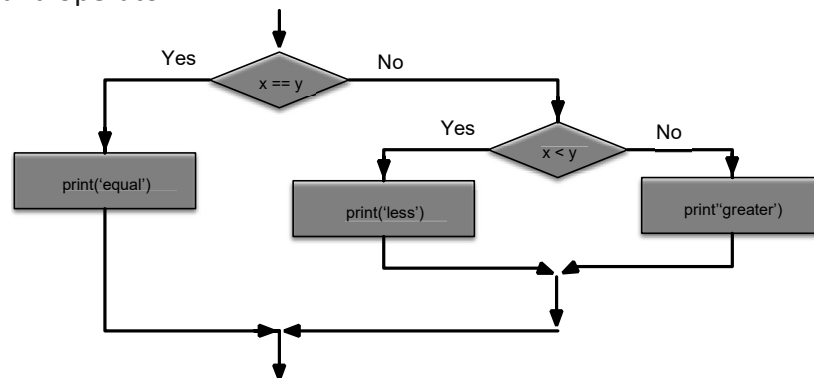 Yes
x == y
No
Yes
x < y
No
print(‘equal’)
print(‘less’)
print‘‘greater’)